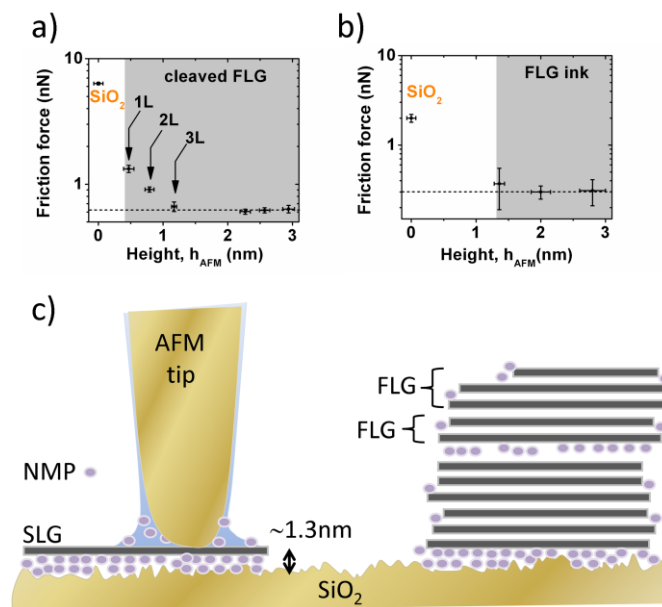 a)
10
1
Friction force (nN)
cleaved FLG
SiO₂
1L
2L
3L
0 1 2 3
Height, h_AFM (nm)
b)
10
1
Friction force (nN)
FLG ink
SiO₂
0 1 2 3
Height, h_AFM (nm)
c)
AFM
tip
NMP
SLG
~1.3nm
SiO₂
FLG
FLG